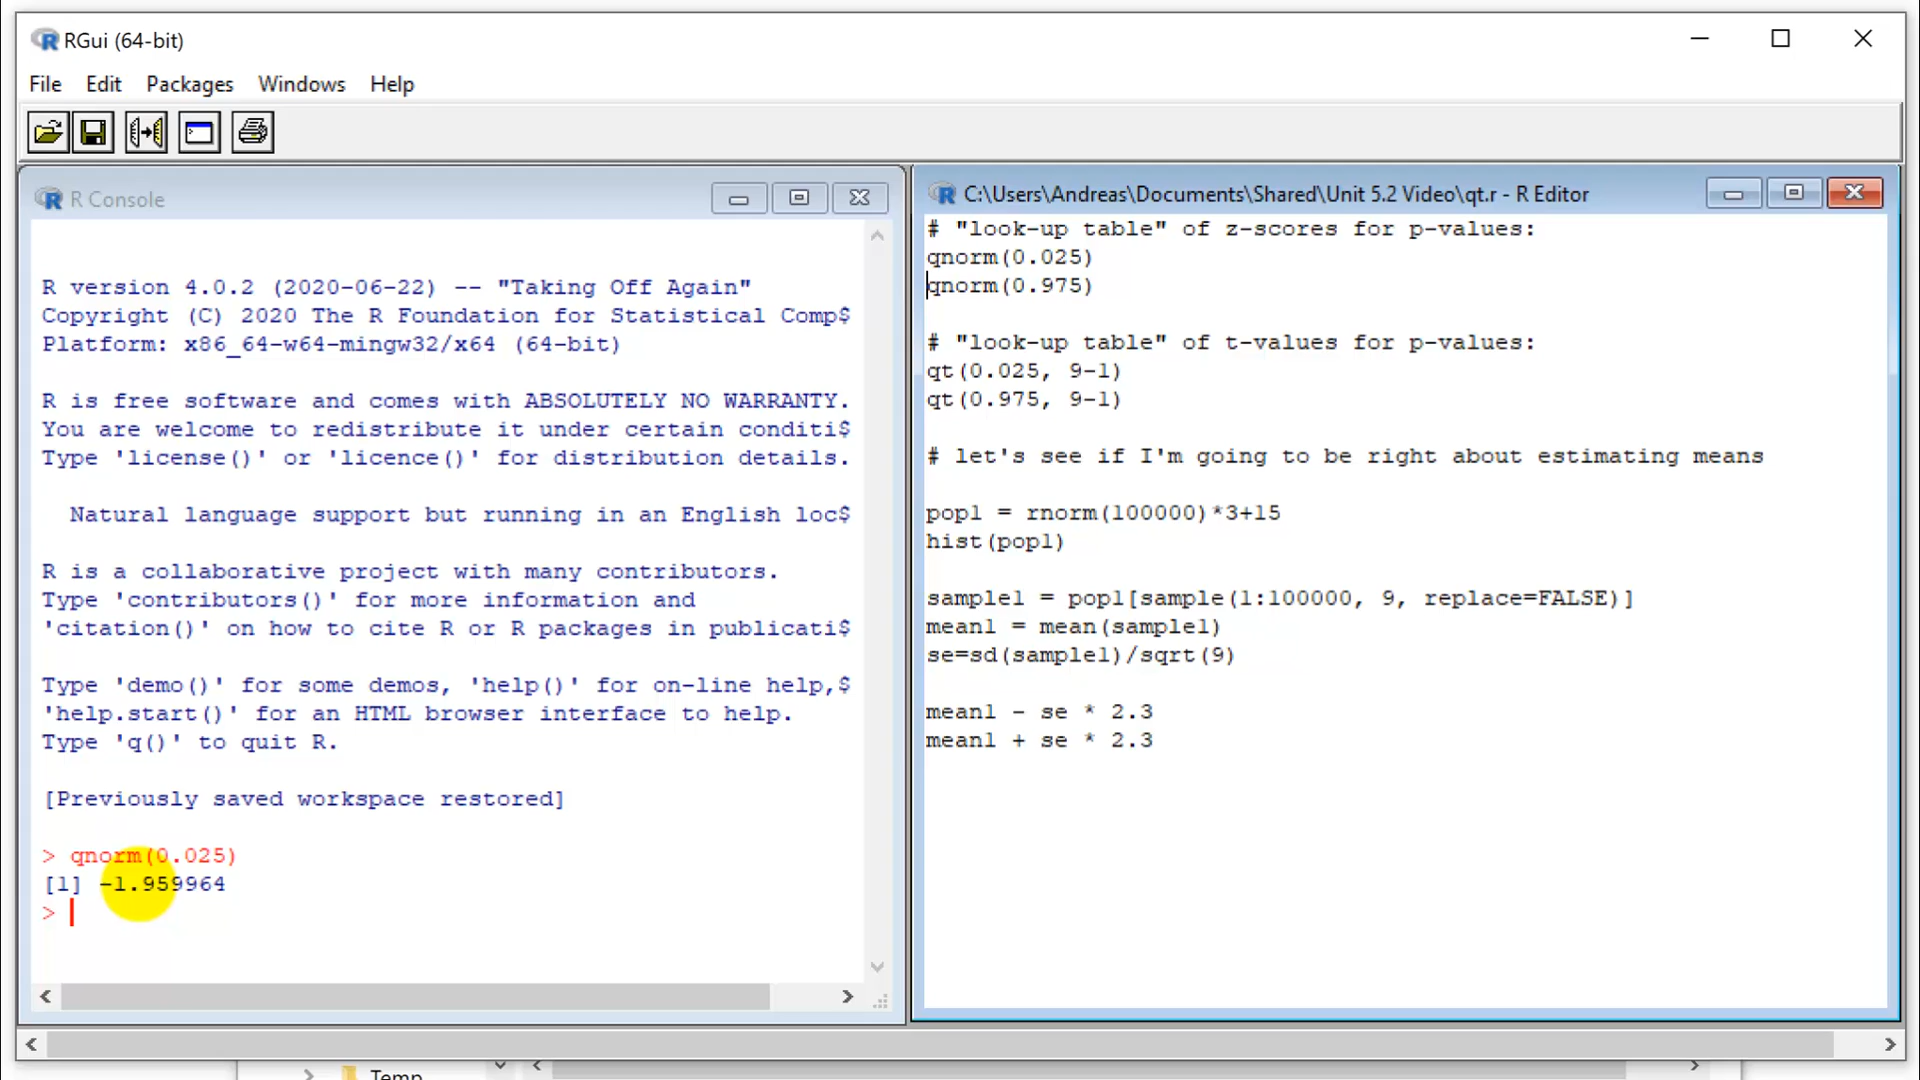 RGui (64-bit)
File Edit Packages Windows Help
R Console
R version 4.0.2 (2020-06-22) -- "Taking Off Again"
Copyright (C) 2020 The R Foundation for Statistical Comp$
Platform: x86_64-w64-mingw32/x64 (64-bit)
R is free software and comes with ABSOLUTELY NO WARRANTY.
You are welcome to redistribute it under certain conditi$
Type 'license()' or 'licence()' for distribution details.
Natural language support but running in an English loc$
R is a collaborative project with many contributors.
Type 'contributors()' for more information and
'citation()' on how to cite R or R packages in publicati$
Type 'demo()' for some demos, 'help()' for on-line help,$
'help.start()' for an HTML browser interface to help.
Type 'q()' to quit R.
[Previously saved workspace restored]
> qnorm(0.025)
[1] -1.959964
>
C:\Users\Andreas\Documents\Shared\Unit 5.2 Video\qt.r - R Editor
# "look-up table" of z-scores for p-values:
qnorm(0.025)
qnorm(0.975)
# "look-up table" of t-values for p-values:
qt(0.025, 9-1)
qt(0.975, 9-1)
# let's see if I'm going to be right about estimating means
pop1 = rnorm(100000)*3+15
hist(pop1)
sample1 = pop1[sample(1:100000, 9, replace=FALSE)]
mean1 = mean(sample1)
se=sd(sample1)/sqrt(9)
mean1 - se * 2.3
mean1 + se * 2.3
Temp